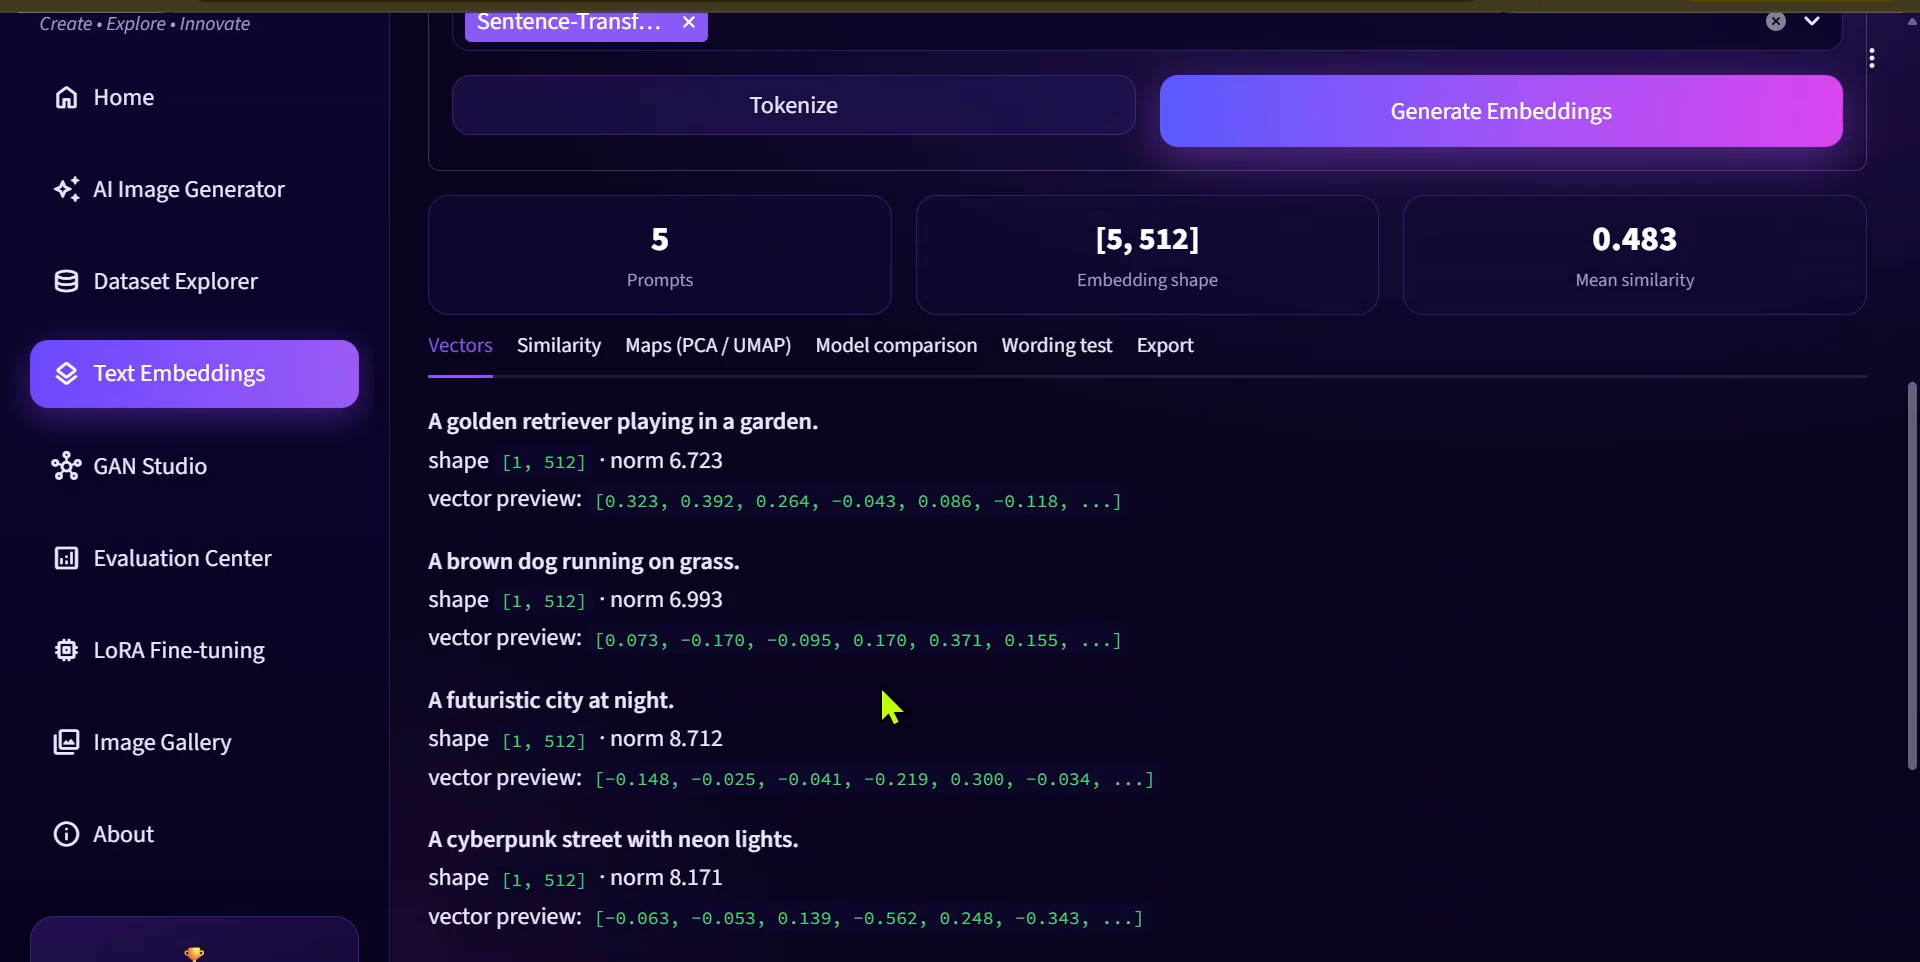 Create • Explore • Innovate
Home
AI Image Generator
Dataset Explorer
Text Embeddings
GAN Studio
Evaluation Center
LoRA Fine-tuning
Image Gallery
About
Sentence-Transf...
Tokenize
Generate Embeddings
5
Prompts
[5, 512]
Embedding shape
0.483
Mean similarity
Vectors Similarity Maps (PCA / UMAP) Model comparison Wording test Export
A golden retriever playing in a garden.
shape [1, 512] · norm 6.723
vector preview: [0.323, 0.392, 0.264, −0.043, 0.086, −0.118, ...]
A brown dog running on grass.
shape [1, 512] · norm 6.993
vector preview: [0.073, −0.170, −0.095, 0.170, 0.371, 0.155, ...]
A futuristic city at night.
shape [1, 512] · norm 8.712
vector preview: [−0.148, −0.025, −0.041, −0.219, 0.300, −0.034, ...]
A cyberpunk street with neon lights.
shape [1, 512] · norm 8.171
vector preview: [−0.063, −0.053, 0.139, −0.562, 0.248, −0.343, ...]